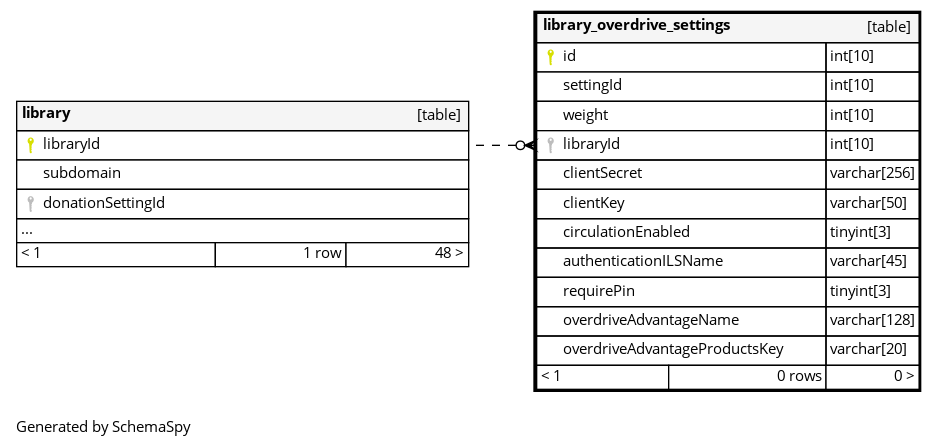 library [table]
libraryId
subdomain
donationSettingId
...
< 1 1 row 48 >
library_overdrive_settings [table]
id int[10]
settingId int[10]
weight int[10]
libraryId int[10]
clientSecret varchar[256]
clientKey varchar[50]
circulationEnabled tinyint[3]
authenticationILSName varchar[45]
requirePin tinyint[3]
overdriveAdvantageName varchar[128]
overdriveAdvantageProductsKey varchar[20]
< 1 0 rows 0 >
Generated by SchemaSpy